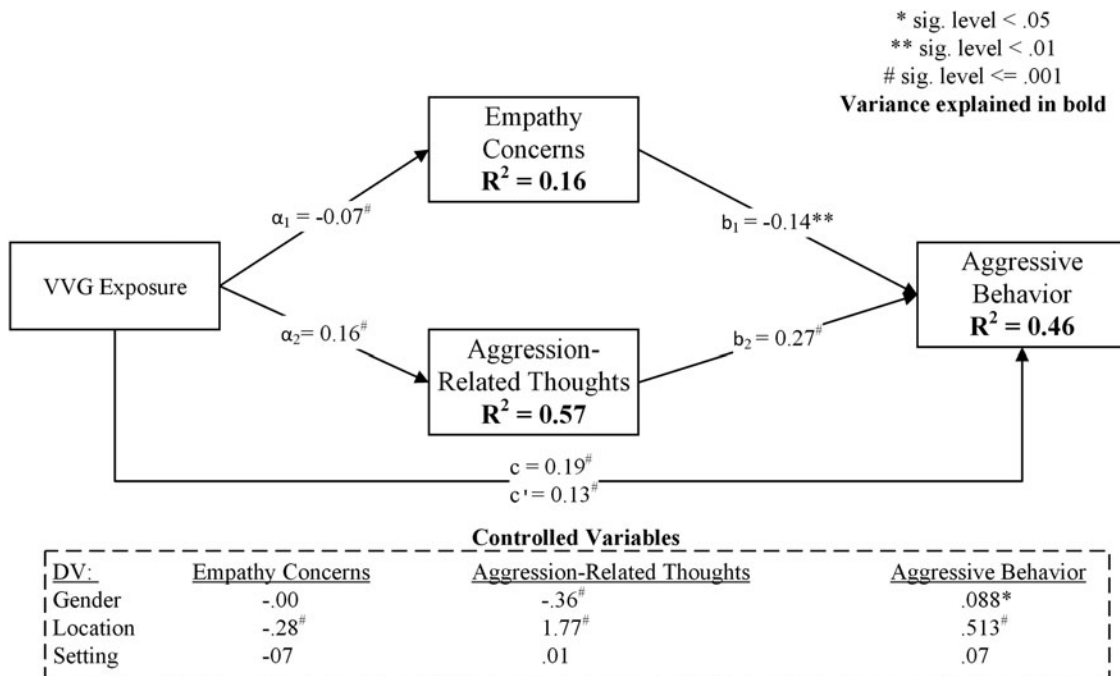 * sig. level < .05
** sig. level < .01
# sig. level <= .001
Variance explained in bold
Empathy
Concerns
R² = 0.16
α₁ = -0.07#
b₁ = -0.14**
VVG Exposure
Aggressive
Behavior
R² = 0.46
α₂= 0.16#
b₂ = 0.27#
Aggression-
Related Thoughts
R² = 0.57
c = 0.19#
c'= 0.13#
Controlled Variables
DV: Empathy Concerns Aggression-Related Thoughts Aggressive Behavior
Gender -.00 -.36# .088*
Location -.28# 1.77# .513#
Setting -07 .01 .07